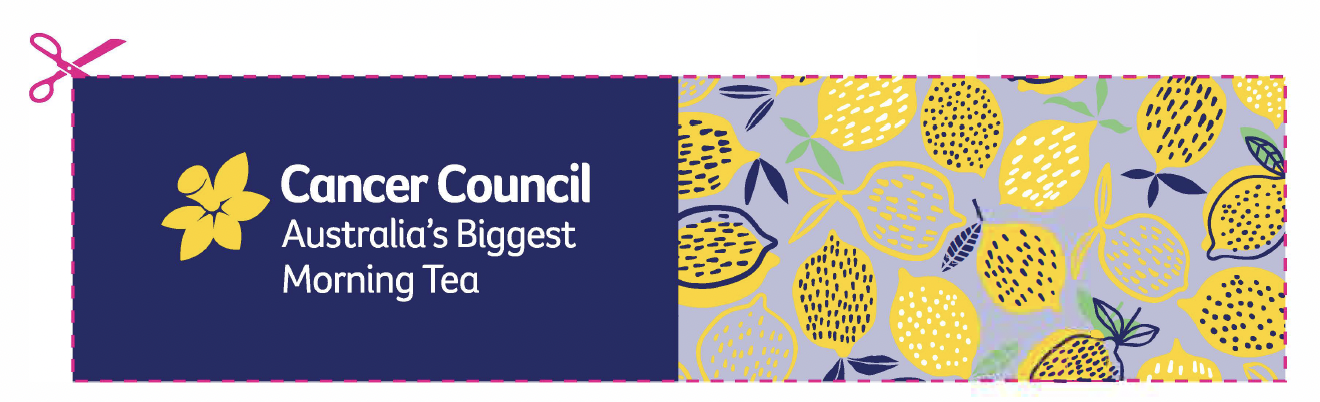 Cancer Council
Australia's Biggest
Morning Tea